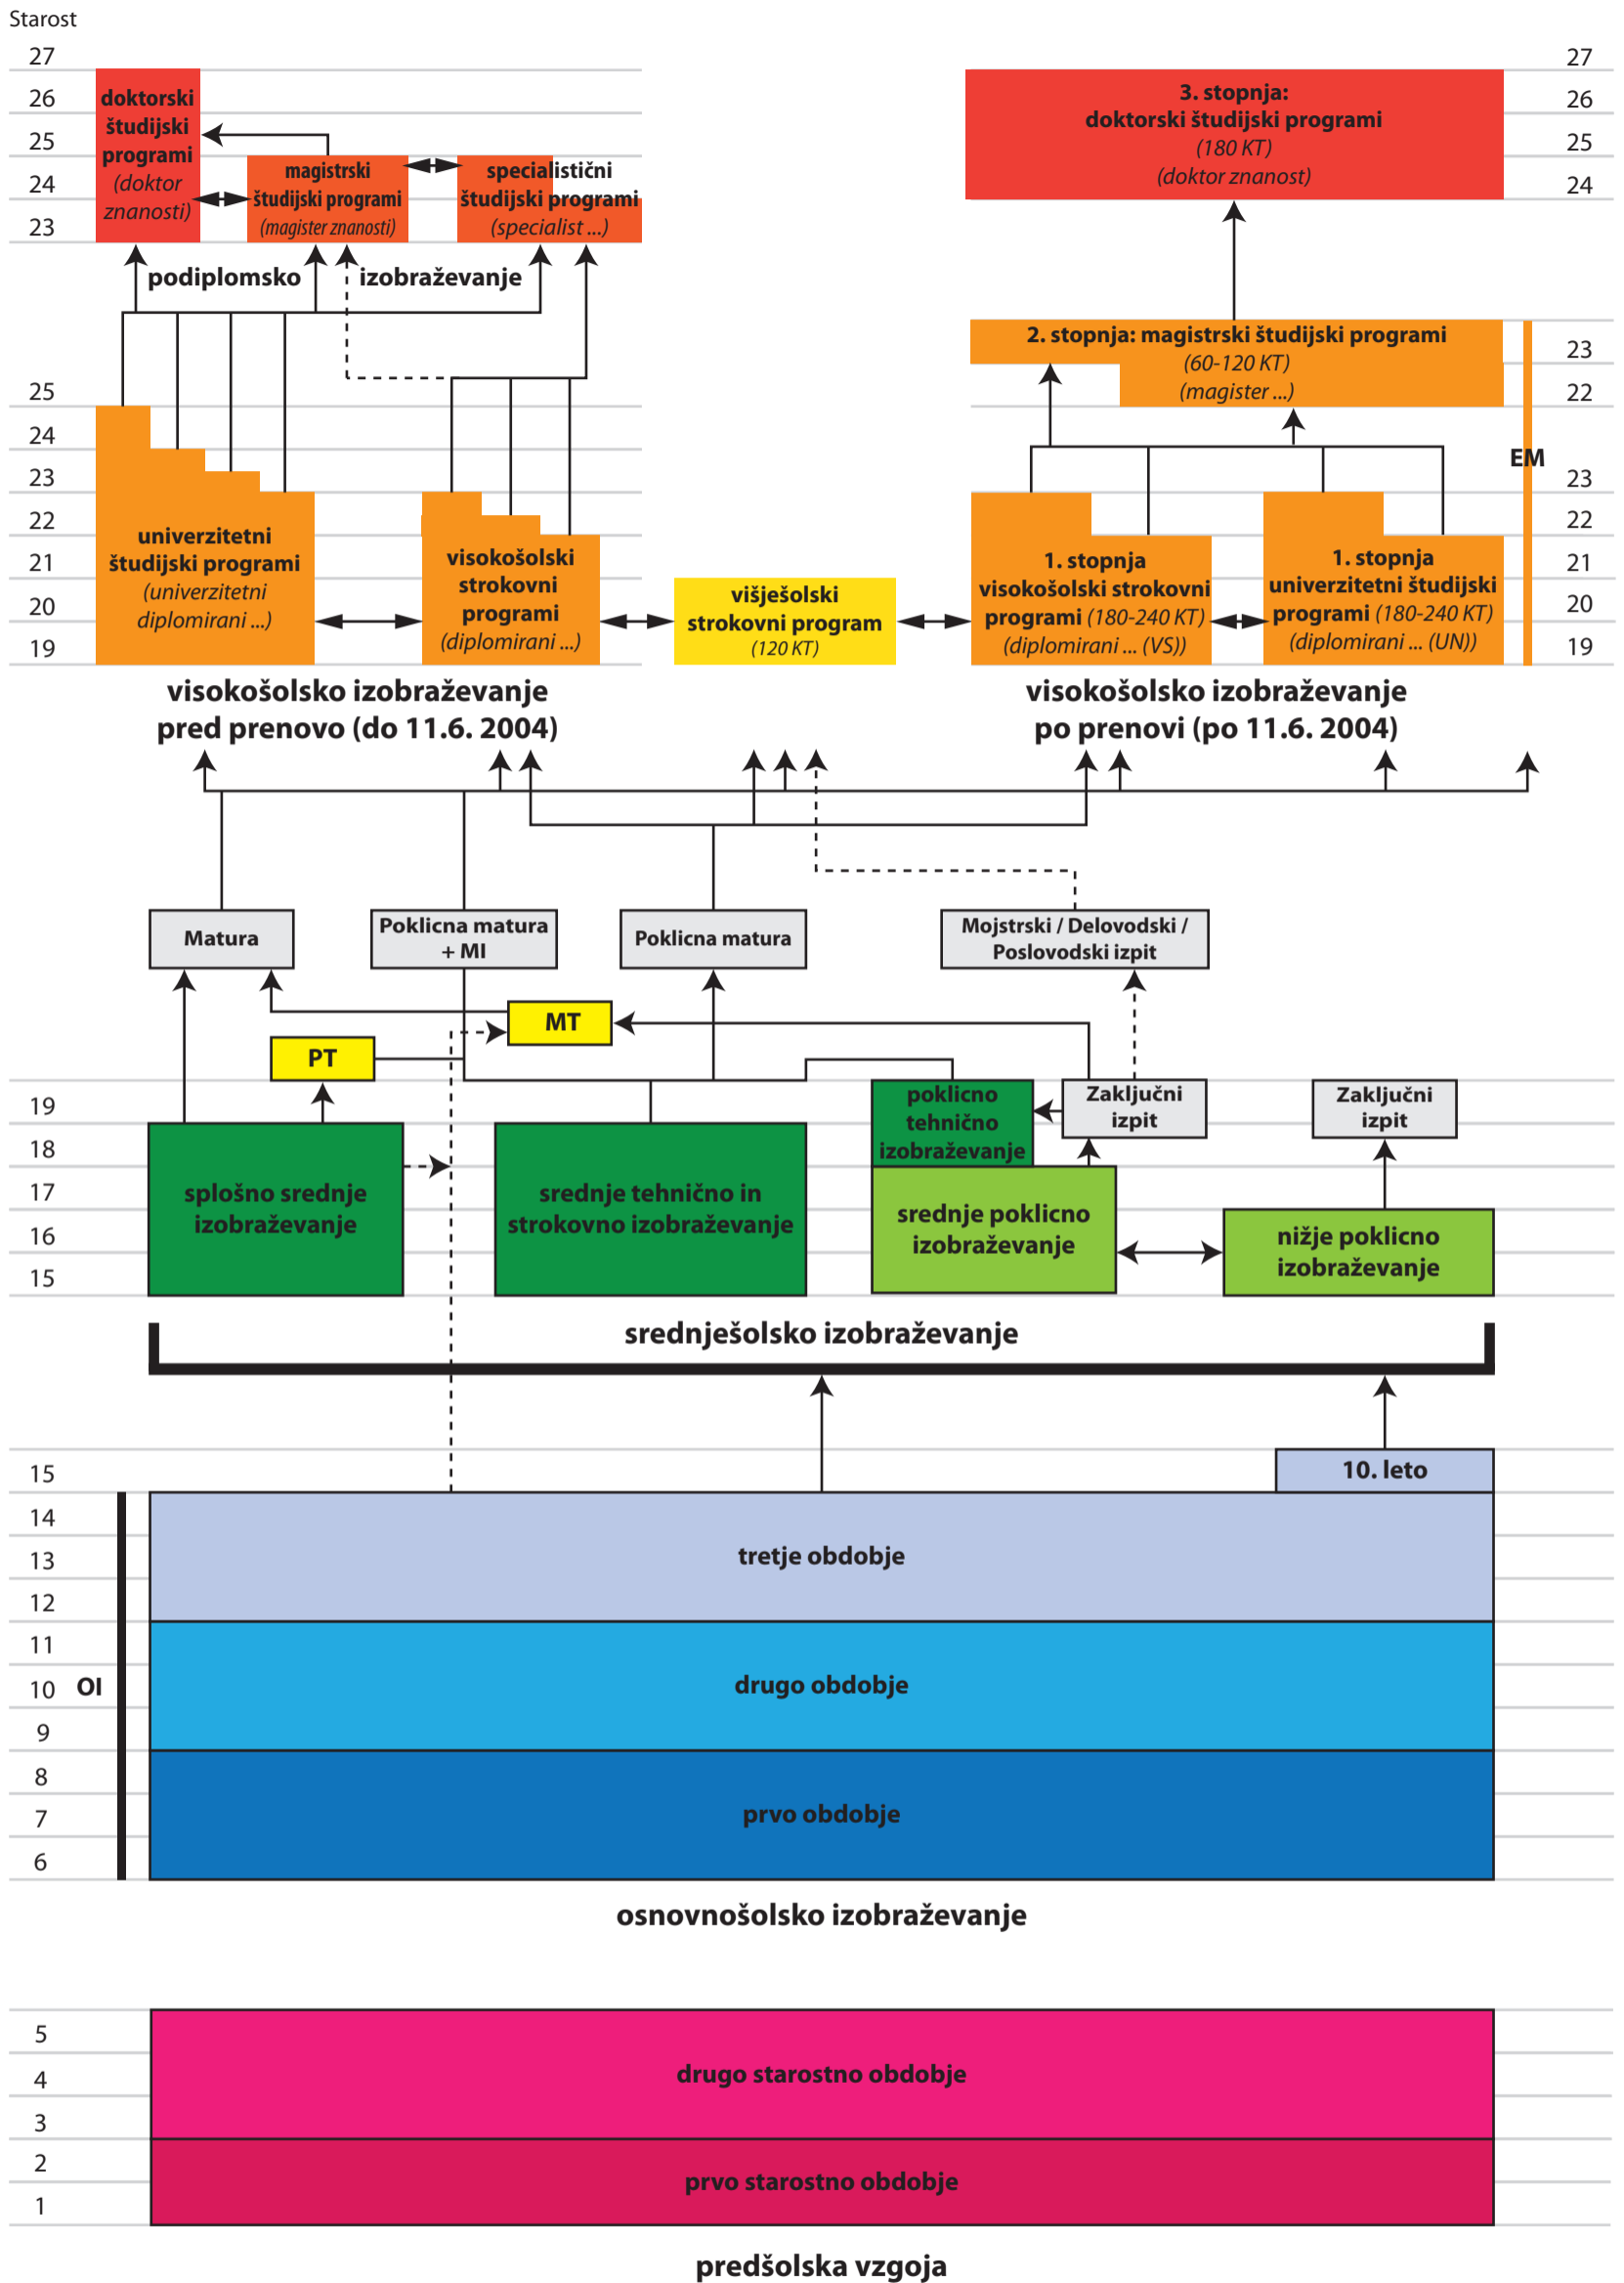 Starost
27
26
25
24
23
25
24
23
22
21
20
19
doktorski
študijski
programi
(doktor
znanosti)
magistrski
študijski programi
(magister znanosti)
specialistični
študijski programi
(specialist ...)
podiplomsko izobraževanje
univerzitetni
študijski programi
(univerzitetni
diplomirani ...)
visokošolski
strokovni
programi
(diplomirani ...)
višješolski
strokovni program
(120 KT)
3. stopnja:
doktorski študijski programi
(180 KT)
(doktor znanost)
2. stopnja: magistrski študijski programi
(60-120 KT)
(magister ...)
1. stopnja
visokošolski strokovni
programi (180-240 KT)
(diplomirani ... (VS))
1. stopnja
univerzitetni študijski
programi (180-240 KT)
(diplomirani ... (UN))
EM
27
26
25
24
23
22
23
22
21
20
19
visokošolsko izobraževanje
pred prenovo (do 11.6. 2004)
visokošolsko izobraževanje
po prenovi (po 11.6. 2004)
Matura
Poklicna matura
+ MI
Poklicna matura
Mojstrski / Delovodski /
Poslovodski izpit
MT
PT
19
18
17
16
15
splošno srednje
izobraževanje
srednje tehnično in
strokovno izobraževanje
poklicno
tehnično
izobraževanje
Zaključni
izpit
Zaključni
izpit
srednje poklicno
izobraževanje
nižje poklicno
izobraževanje
srednješolsko izobraževanje
15
14
13
12
11
10
9
8
7
6
OI
10. leto
tretje obdobje
drugo obdobje
prvo obdobje
osnovnošolsko izobraževanje
5
4
3
2
1
drugo starostno obdobje
prvo starostno obdobje
predšolska vzgoja